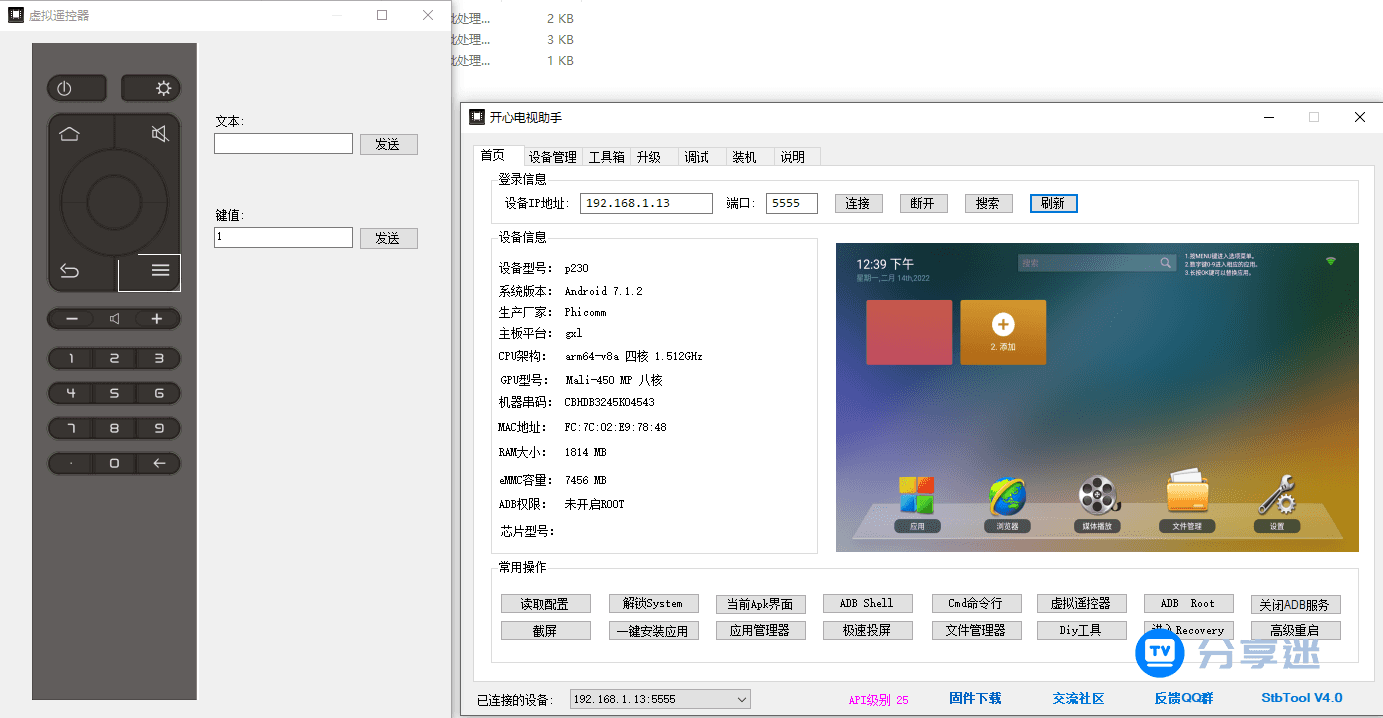 虚拟遥控器
文本:
发送
键值:
1
发送
1 2 3
4 5 6
7 8 9
. 0 ←
批处理... 2 KB
批处理... 3 KB
批处理... 1 KB
开心电视助手
首页 设备管理 工具箱 升级 调试 装机 说明
登录信息
设备IP地址: 192.168.1.13 端口: 5555 连接 断开 搜索 刷新
设备信息
设备型号: p230
系统版本: Android 7.1.2
生产厂家: Phicomm
主板平台: gxl
CPU架构: arm64-v8a 四核 1.512GHz
GPU型号: Mali-450 MP 八核
机器串码: CBHDB3245K04543
MAC地址: FC:7C:02:E9:78:48
RAM大小: 1814 MB
eMMC容量: 7456 MB
ADB权限: 未开启ROOT
芯片型号:
12:39 下午
星期一,二月 14th,2022
搜索
1.按MENU键进入选项菜单。
2.数字键0-9进入相应的应用。
3.长按OK键可以替换应用。
2. 添加
应用 浏览器 媒体播放 文件管理 设置
常用操作
读取配置 解锁System 当前Apk界面 ADB Shell Cmd命令行 虚拟遥控器 ADB Root 关闭ADB服务
截屏 一键安装应用 应用管理器 极速投屏 文件管理器 Diy工具 进入Recovery 高级重启
TV 分享迷
已连接的设备: 192.168.1.13:5555 API级别 25 固件下载 交流社区 反馈QQ群 StbTool V4.0